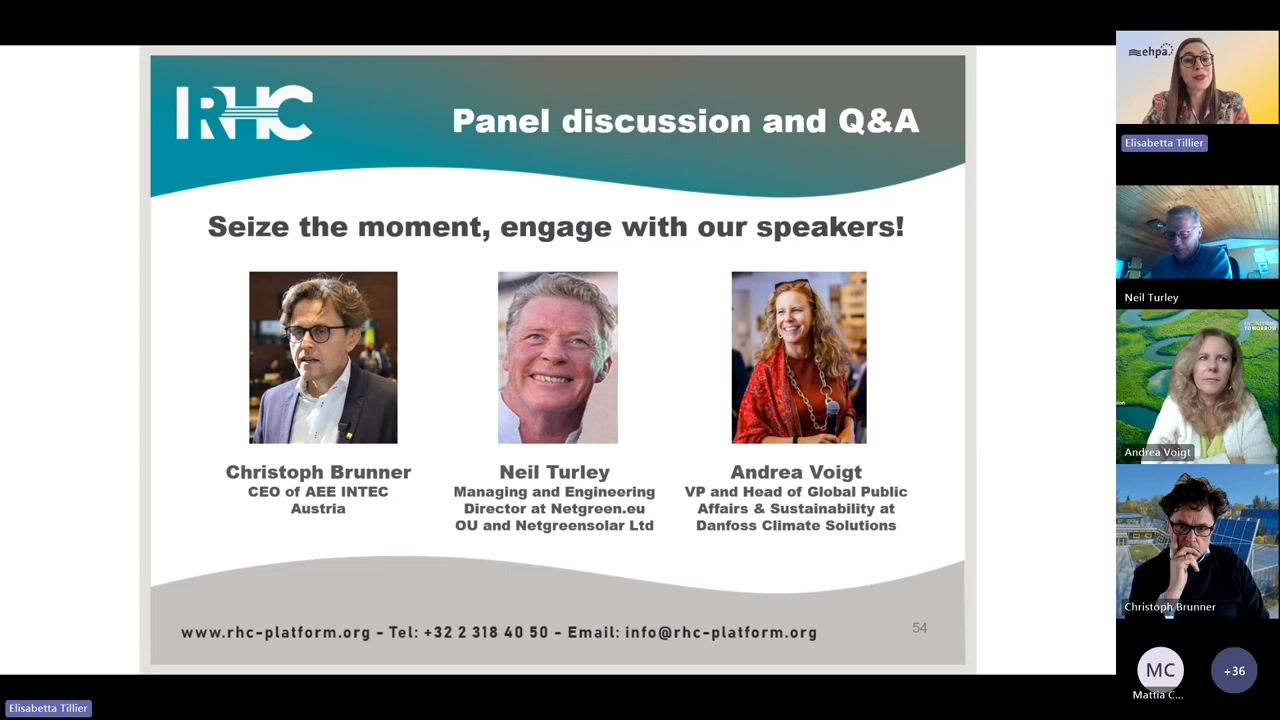 RHC
Panel discussion and Q&A
Seize the moment, engage with our speakers!
Christoph Brunner
CEO of AEE INTEC
Austria
Neil Turley
Managing and Engineering
Director at Netgreen.eu
OU and Netgreensolar Ltd
Andrea Voigt
VP and Head of Global Public
Affairs & Sustainability at
Danfoss Climate Solutions
www.rhc-platform.org - Tel: +32 2 318 40 50 - Email: info@rhc-platform.org
54
ehpa
Elisabetta Tillier
Neil Turley
TOMORROW
Andrea Voigt
Christoph Brunner
MC
Mattia C...
+36
Elisabetta Tillier